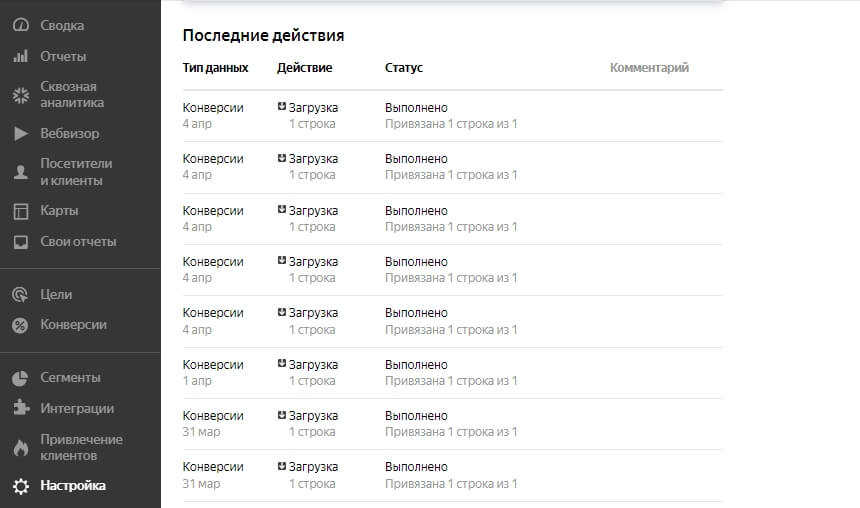 Сводка
Отчеты
Сквозная
аналитика
Вебвизор
Посетители
и клиенты
Карты
Свои отчеты
Цели
Конверсии
Сегменты
Интеграции
Привлечение
клиентов
Настройка
Последние действия
Тип данных Действие Статус Комментарий
Конверсии Загрузка Выполнено
4 апр 1 строка Привязана 1 строка из 1
Конверсии Загрузка Выполнено
4 апр 1 строка Привязана 1 строка из 1
Конверсии Загрузка Выполнено
4 апр 1 строка Привязана 1 строка из 1
Конверсии Загрузка Выполнено
4 апр 1 строка Привязана 1 строка из 1
Конверсии Загрузка Выполнено
4 апр 1 строка Привязана 1 строка из 1
Конверсии Загрузка Выполнено
1 апр 1 строка Привязана 1 строка из 1
Конверсии Загрузка Выполнено
31 мар 1 строка Привязана 1 строка из 1
Конверсии Загрузка Выполнено
31 мар 1 строка Привязана 1 строка из 1